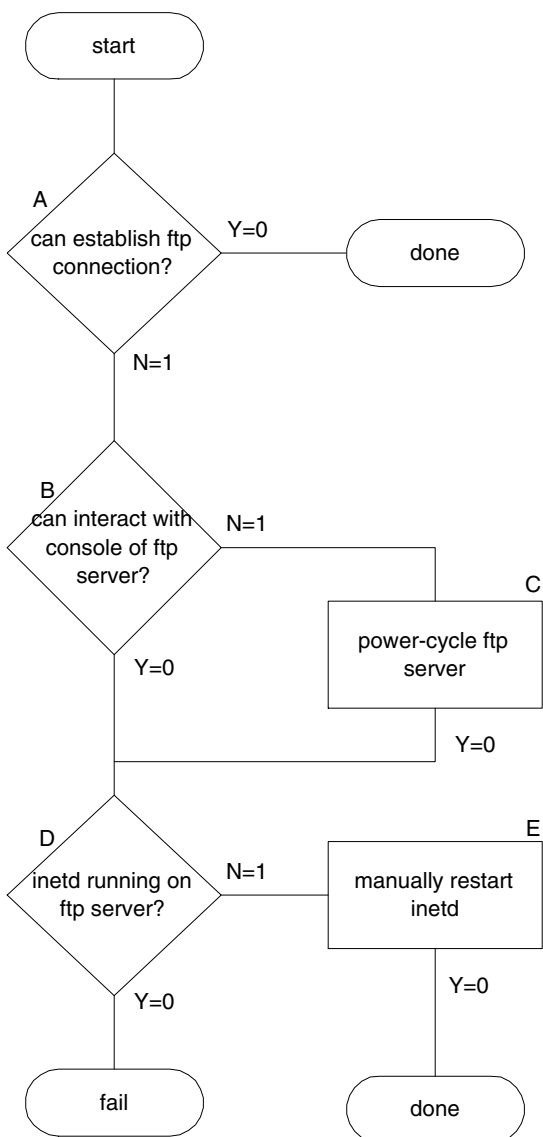 start
A
can establish ftp
connection?
Y=0
done
N=1
B
can interact with
console of ftp
server?
N=1
C
power-cycle ftp
server
Y=0
Y=0
D
inetd running on
ftp server?
N=1
E
manually restart
inetd
Y=0
Y=0
fail
done